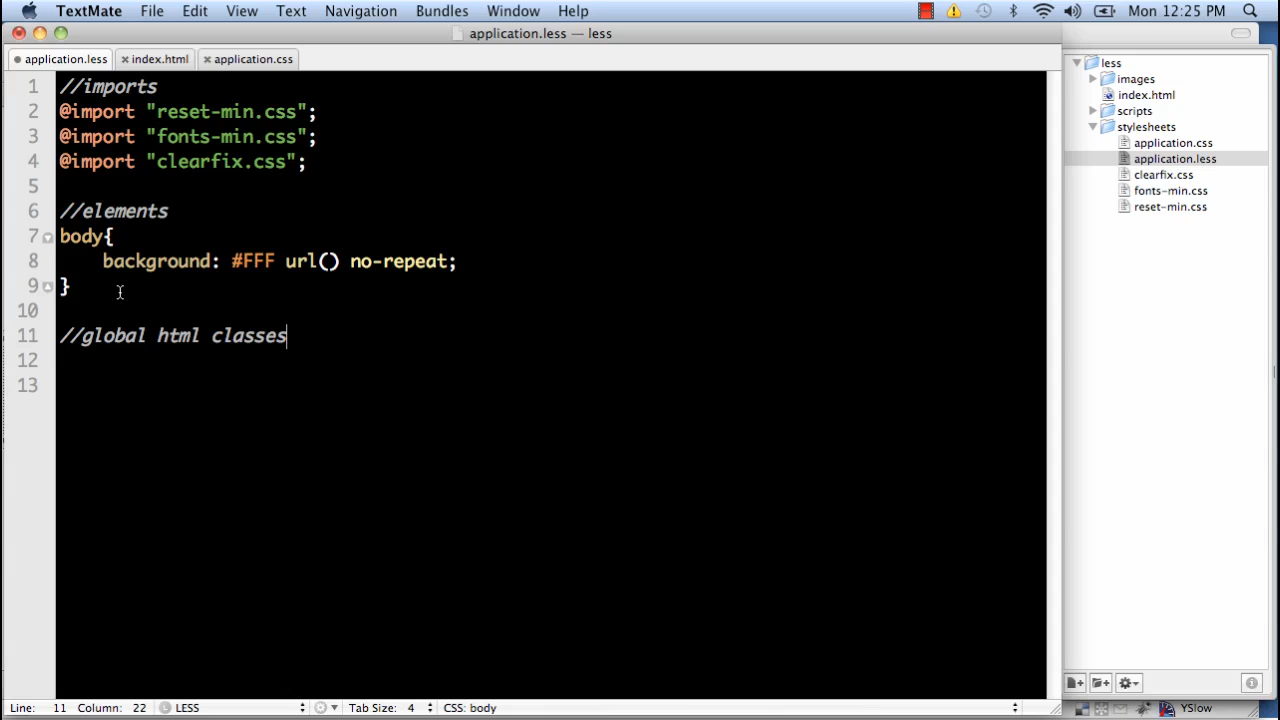 TextMate File Edit View Text Navigation Bundles Window Help Mon 12:25 PM
application.less — less
application.less index.html application.css
1 //imports
2 @import "reset-min.css";
3 @import "fonts-min.css";
4 @import "clearfix.css";
5
6 //elements
7 body{
8 background: #FFF url() no-repeat;
9 }
10
11 //global html classes
12
13
less
images
index.html
scripts
stylesheets
application.css
application.less
clearfix.css
fonts-min.css
reset-min.css
Line: 11 Column: 22 LESS Tab Size: 4 CSS: body
YSlow